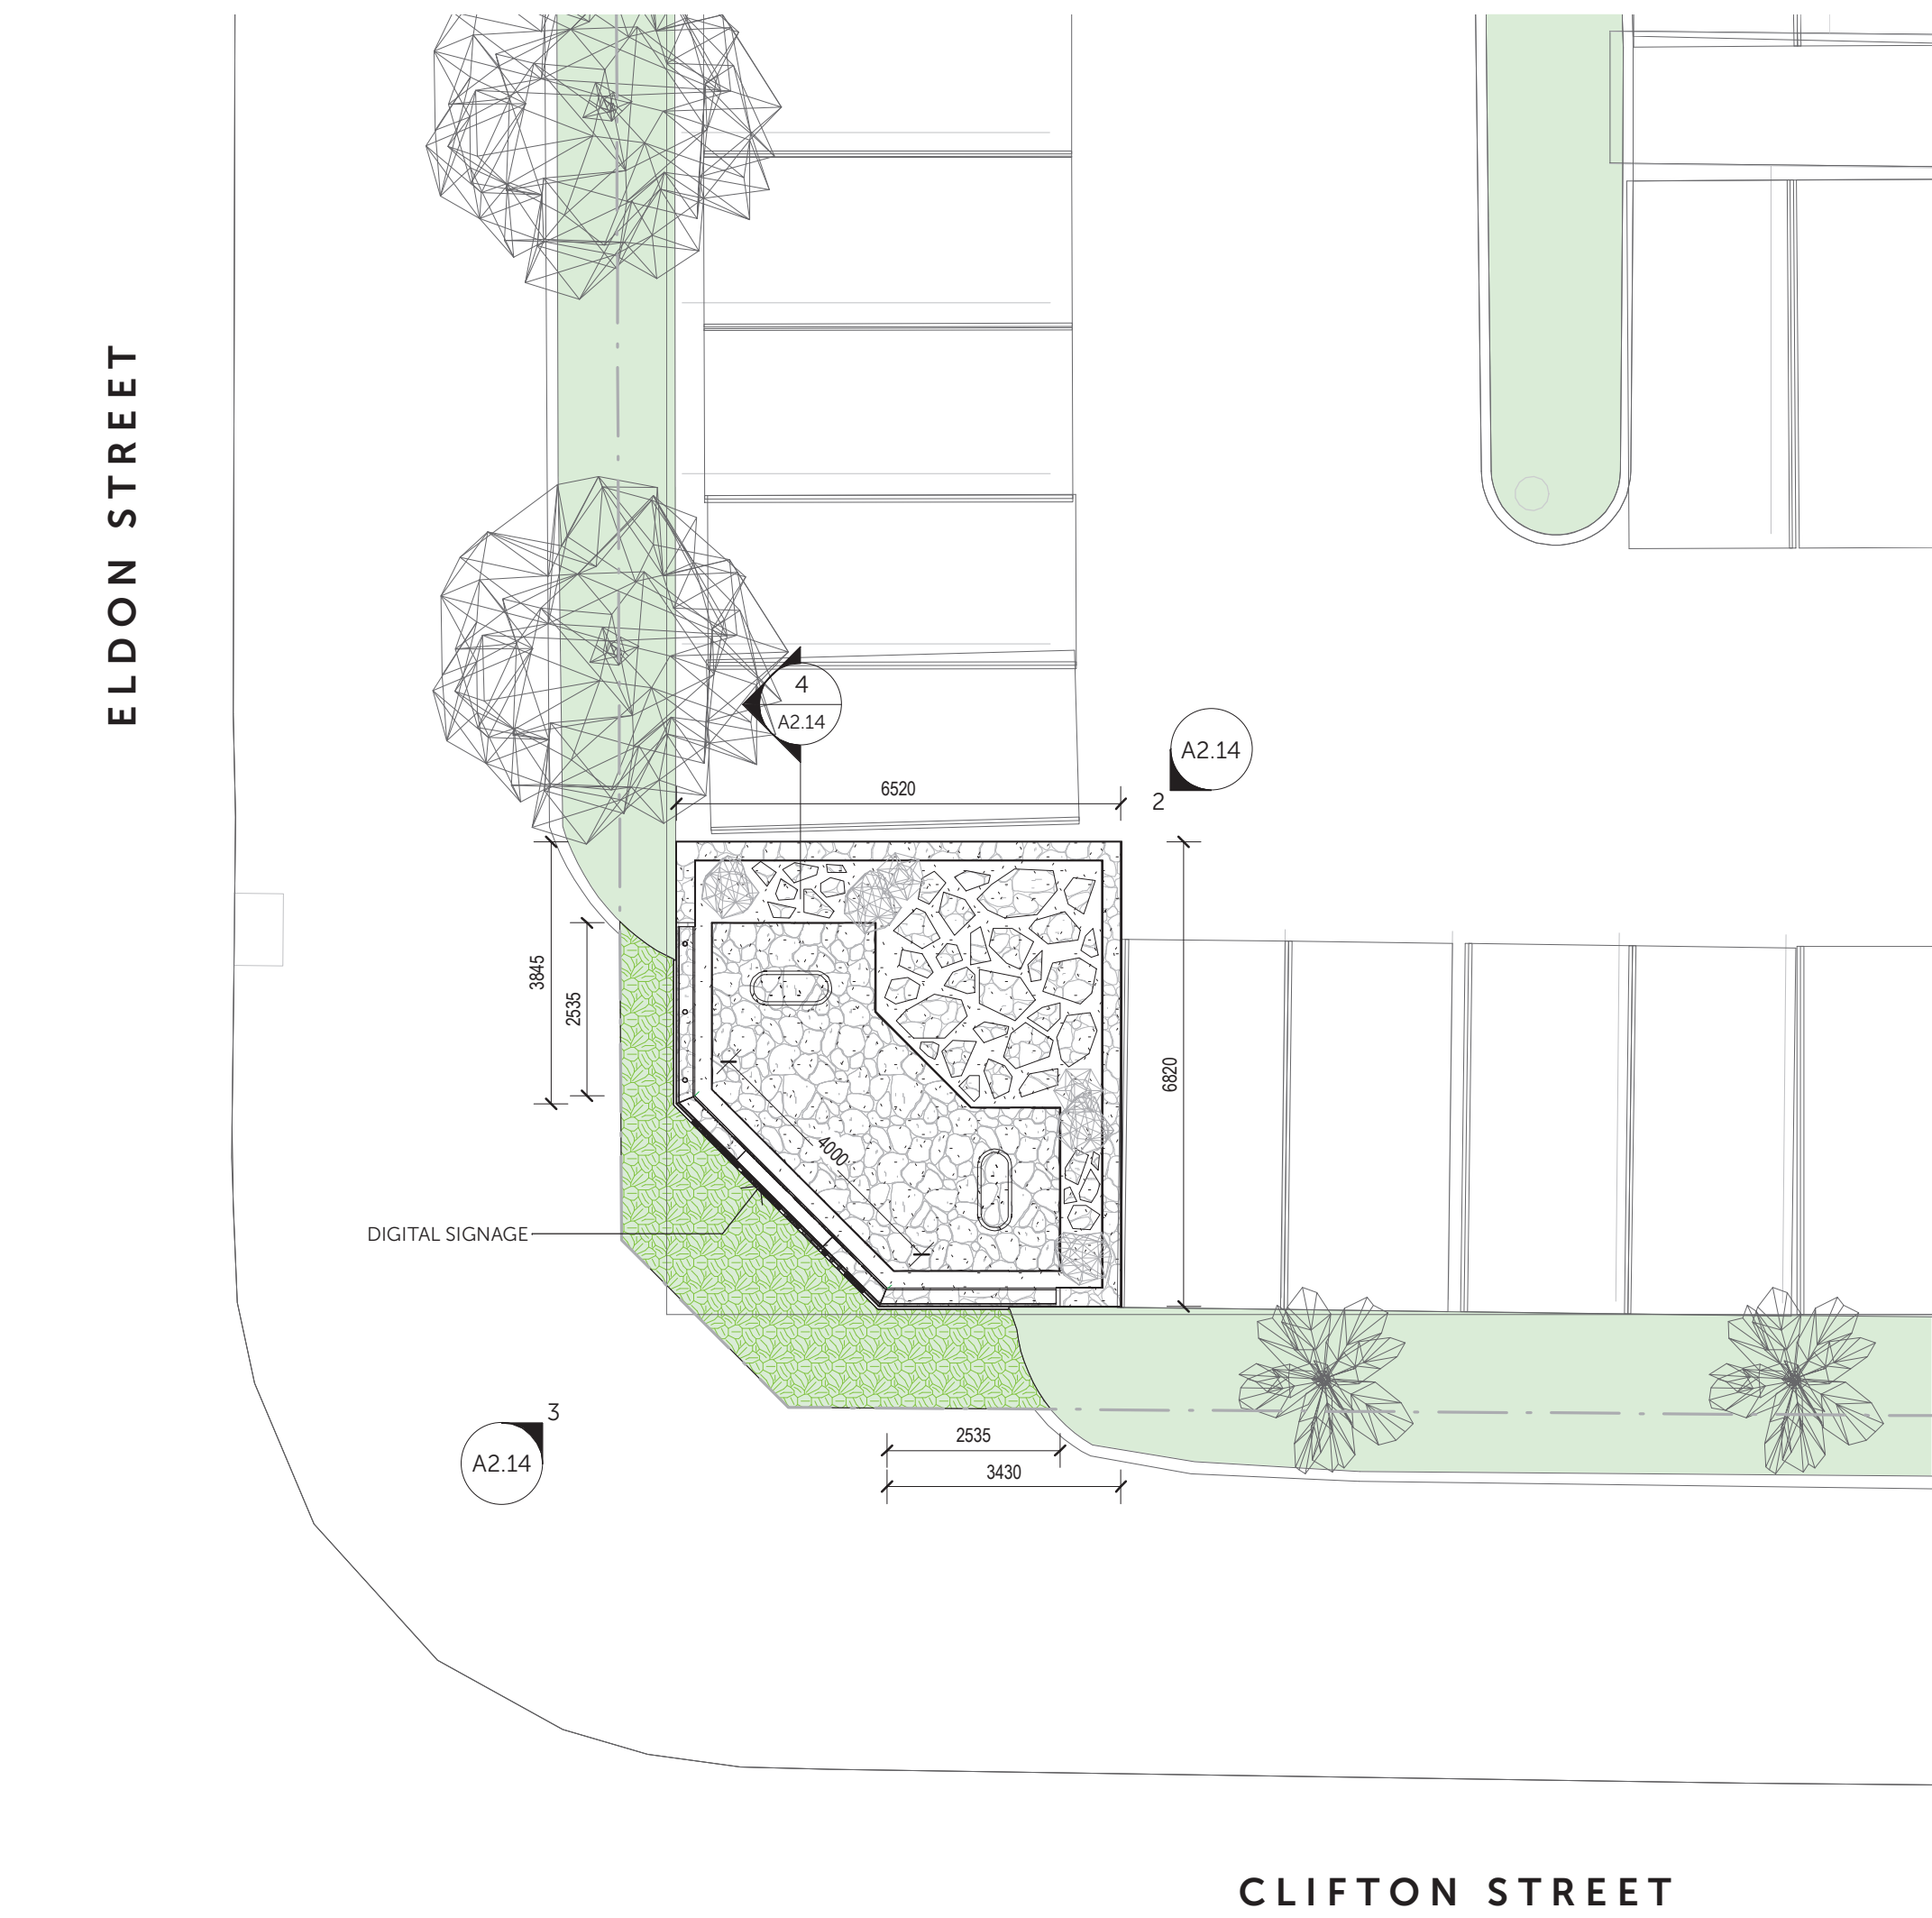 ELDON STREET
4
A2.14
A2.14
2
6520
3845
2535
6820
4000
DIGITAL SIGNAGE
3
A2.14
2535
3430
CLIFTON STREET